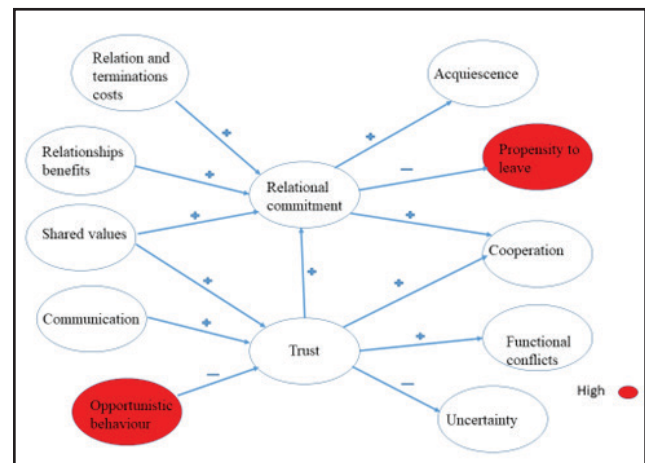 Relation and
terminations
costs
Acquiescence
+
+
Relationships
benefits
+
Propensity to
leave
−
Relational
commitment
Shared values
+
+
Cooperation
+
+
+
Communication
+
Trust
+
Functional
conflicts
−
−
High
Opportunistic
behaviour
Uncertainty